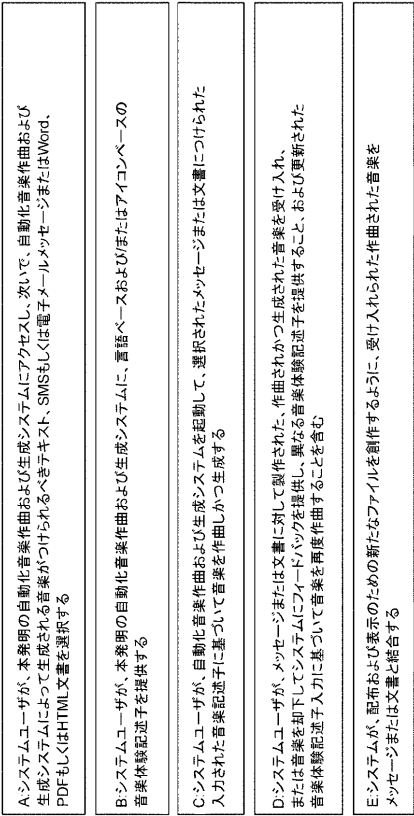 A:システムユーザが、本発明の自動化音楽作曲および生成システムにアクセスし、次いで、自動化音楽作曲および
生成システムによって生成される音楽がつけられるべきテキスト、SMSもしくは電子メールメッセージまたはWord、
PDFもしくはHTML文書を選択する
B:システムユーザが、本発明の自動化音楽作曲および生成システムに、言語ベースおよび/またはアイコンベースの
音楽体験記述子を提供する
C:システムユーザが、自動化音楽作曲および生成システムを起動して、選択されたメッセージまたは文書につけられた
入力された音楽記述子に基づいて音楽を作曲しかつ生成する
D:システムユーザが、メッセージまたは文書に対して製作された、作曲されかつ生成された音楽を受け入れ、
または音楽を却下してシステムにフィードバックを提供し、異なる音楽体験記述子を提供すること、および更新された
音楽体験記述子入力に基づいて音楽を再度作曲することを含む
E:システムが、配布および表示のための新たなファイルを創作するように、受け入れられた作曲された音楽を
メッセージまたは文書と結合する